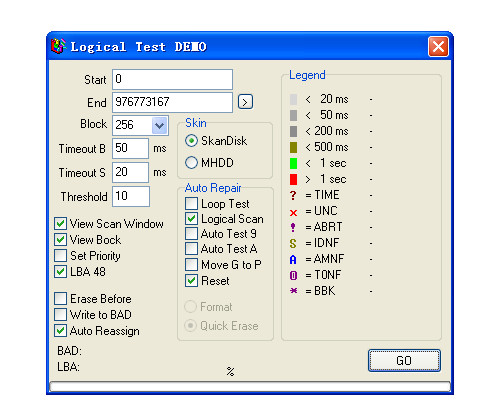 Logical Test DEMO
Start 0
End 976773167 >
Block 256
Timeout B 50 ms
Timeout S 20 ms
Threshold 10
View Scan Window
View Bock
Set Priority
LBA 48
Erase Before
Write to BAD
Auto Reassign
BAD:
LBA:
%
Skin
SkanDisk
MHDD
Auto Repair
Loop Test
Logical Scan
Auto Test 9
Auto Test A
Move G to P
Reset
Format
Quick Erase
Legend
< 20 ms -
< 50 ms -
< 200 ms -
< 500 ms -
< 1 sec -
> 1 sec -
? = TIME -
× = UNC -
! = ABRT -
S = IDNF -
A = AMNF -
0 = T0NF -
* = BBK -
GO